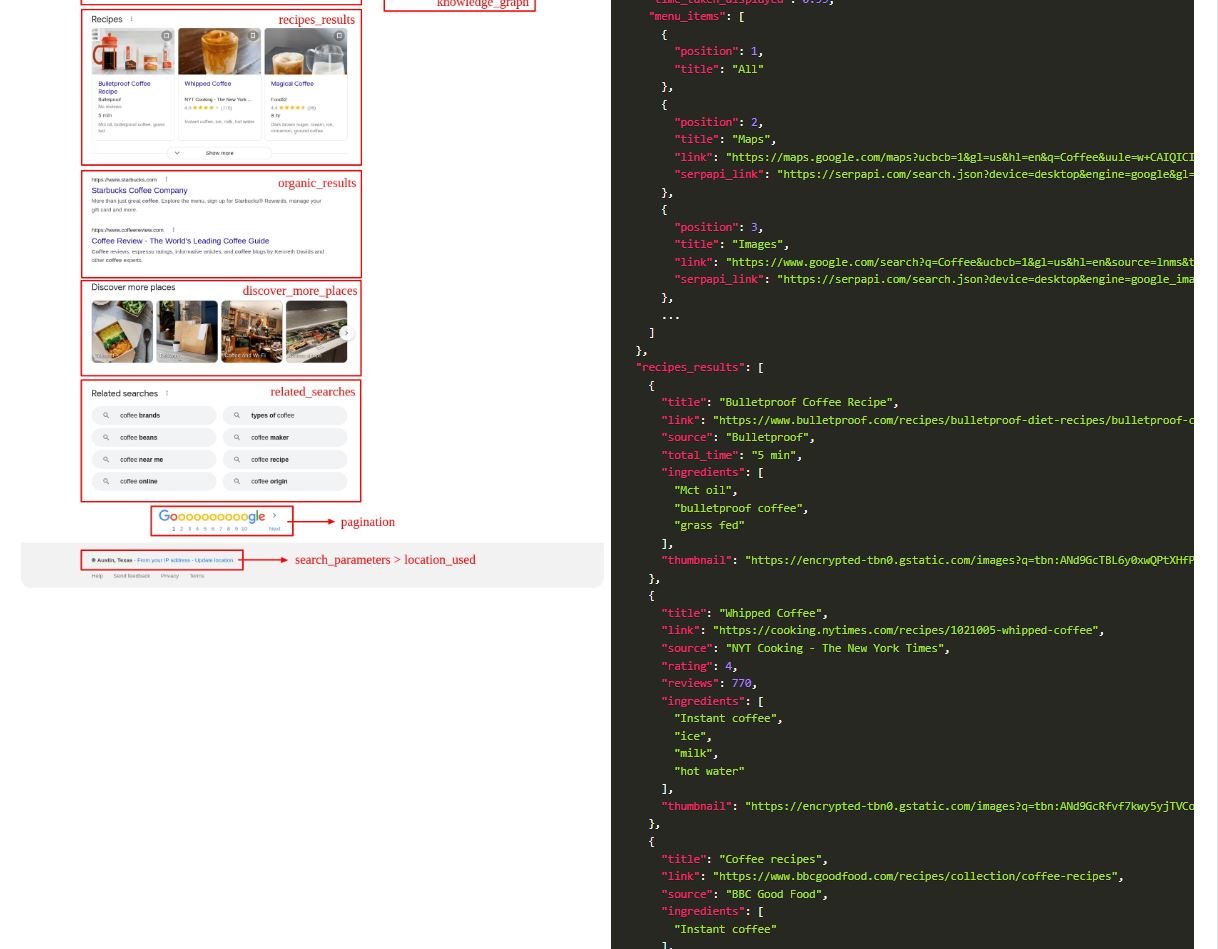 knowledge_graph
Recipes
recipes_results
Bulletproof Coffee Recipe
Bulletproof
No reviews
5 min
Mct oil, bulletproof coffee, grass fed
Whipped Coffee
NYT Cooking - The New York ...
Instant coffee, ice, milk, hot water
Magical Coffee
Food52
8 hr
Dark brown sugar, cream, ice, cinnamon, ground coffee
Show more
https://www.starbucks.com
organic_results
Starbucks Coffee Company
More than just great coffee. Explore the menu, sign up for Starbucks® Rewards, manage your
gift card and more.
https://www.coffeereview.com
Coffee Review - The World's Leading Coffee Guide
Coffee reviews, espresso ratings, informative articles, and coffee blogs by Kenneth Davids and
other coffee experts.
Discover more places
discover_more_places
Coffee and Wi-Fi
Related searches
related_searches
coffee brands
types of coffee
coffee beans
coffee maker
coffee near me
coffee recipe
coffee online
coffee origin
Goooooooooogle >
1 2 3 4 5 6 7 8 9 10 Next
pagination
Austin, Texas - From your IP address - Update location
search_parameters > location_used
Help Send feedback Privacy Terms
"menu_items": [
{
"position": 1,
"title": "All"
},
{
"position": 2,
"title": "Maps",
"link": "https://maps.google.com/maps?ucbcb=1&gl=us&hl=en&q=Coffee&uule=w+CAIQICI
"serpapi_link": "https://serpapi.com/search.json?device=desktop&engine=google&gl=
},
{
"position": 3,
"title": "Images",
"link": "https://www.google.com/search?q=Coffee&ucbcb=1&gl=us&hl=en&source=lnms&t
"serpapi_link": "https://serpapi.com/search.json?device=desktop&engine=google_ima
},
...
]
},
"recipes_results": [
{
"title": "Bulletproof Coffee Recipe",
"link": "https://www.bulletproof.com/recipes/bulletproof-diet-recipes/bulletproof-c
"source": "Bulletproof",
"total_time": "5 min",
"ingredients": [
"Mct oil",
"bulletproof coffee",
"grass fed"
],
"thumbnail": "https://encrypted-tbn0.gstatic.com/images?q=tbn:ANd9GcTBL6y0xwQPtXHfP
},
{
"title": "Whipped Coffee",
"link": "https://cooking.nytimes.com/recipes/1021005-whipped-coffee",
"source": "NYT Cooking - The New York Times",
"rating": 4,
"reviews": 770,
"ingredients": [
"Instant coffee",
"ice",
"milk",
"hot water"
],
"thumbnail": "https://encrypted-tbn0.gstatic.com/images?q=tbn:ANd9GcRfvf7kwy5yjTVCo
},
{
"title": "Coffee recipes",
"link": "https://www.bbcgoodfood.com/recipes/collection/coffee-recipes",
"source": "BBC Good Food",
"ingredients": [
"Instant coffee"
],